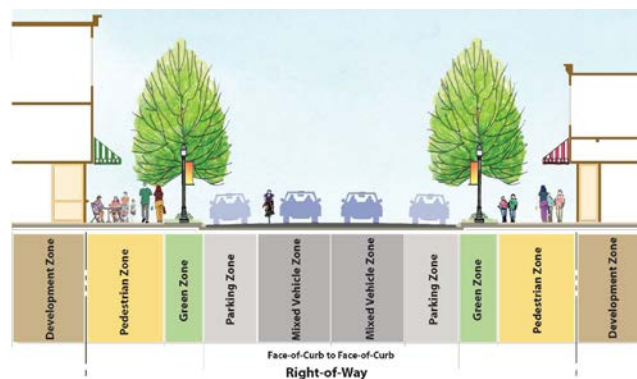 Development Zone
Pedestrian Zone
Green Zone
Parking Zone
Mixed Vehicle Zone
Mixed Vehicle Zone
Parking Zone
Green Zone
Pedestrian Zone
Development Zone
Face-of-Curb to Face-of-Curb
Right-of-Way